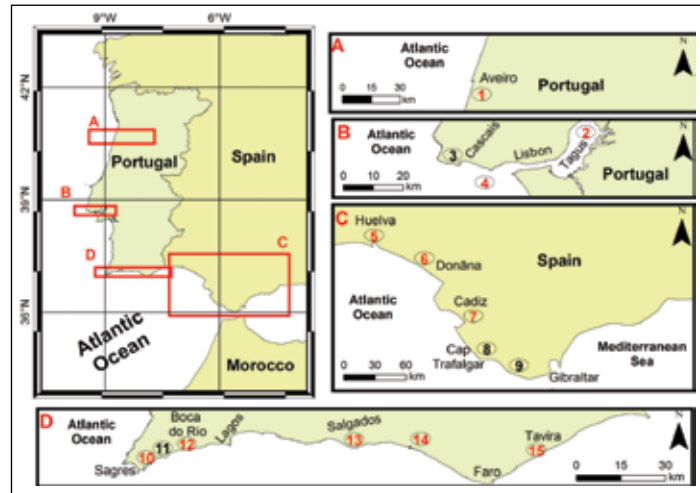 9°W 6°W
42°N
39°N
36°N
A
B
C
D
Portugal
Spain
Atlantic
Ocean
Morocco
A
Atlantic
Ocean
Aveiro
1
Portugal
N
0 15 30
km
B
Atlantic
Ocean
Cascais
3
Lisbon
Tagus
2
4
Portugal
N
0 10 20
km
C
Huelva
5
6
Donãna
Spain
N
Cadiz
7
Atlantic
Ocean
8
Cap
Trafalgar
9
Gibraltar
Mediterranean
Sea
0 30 60
km
D
Atlantic
Ocean
Boca
do Rio
Lagos
Salgados
Tavira
10 11 12 13 14 15
Sagres
Faro
N
0 15 30
km